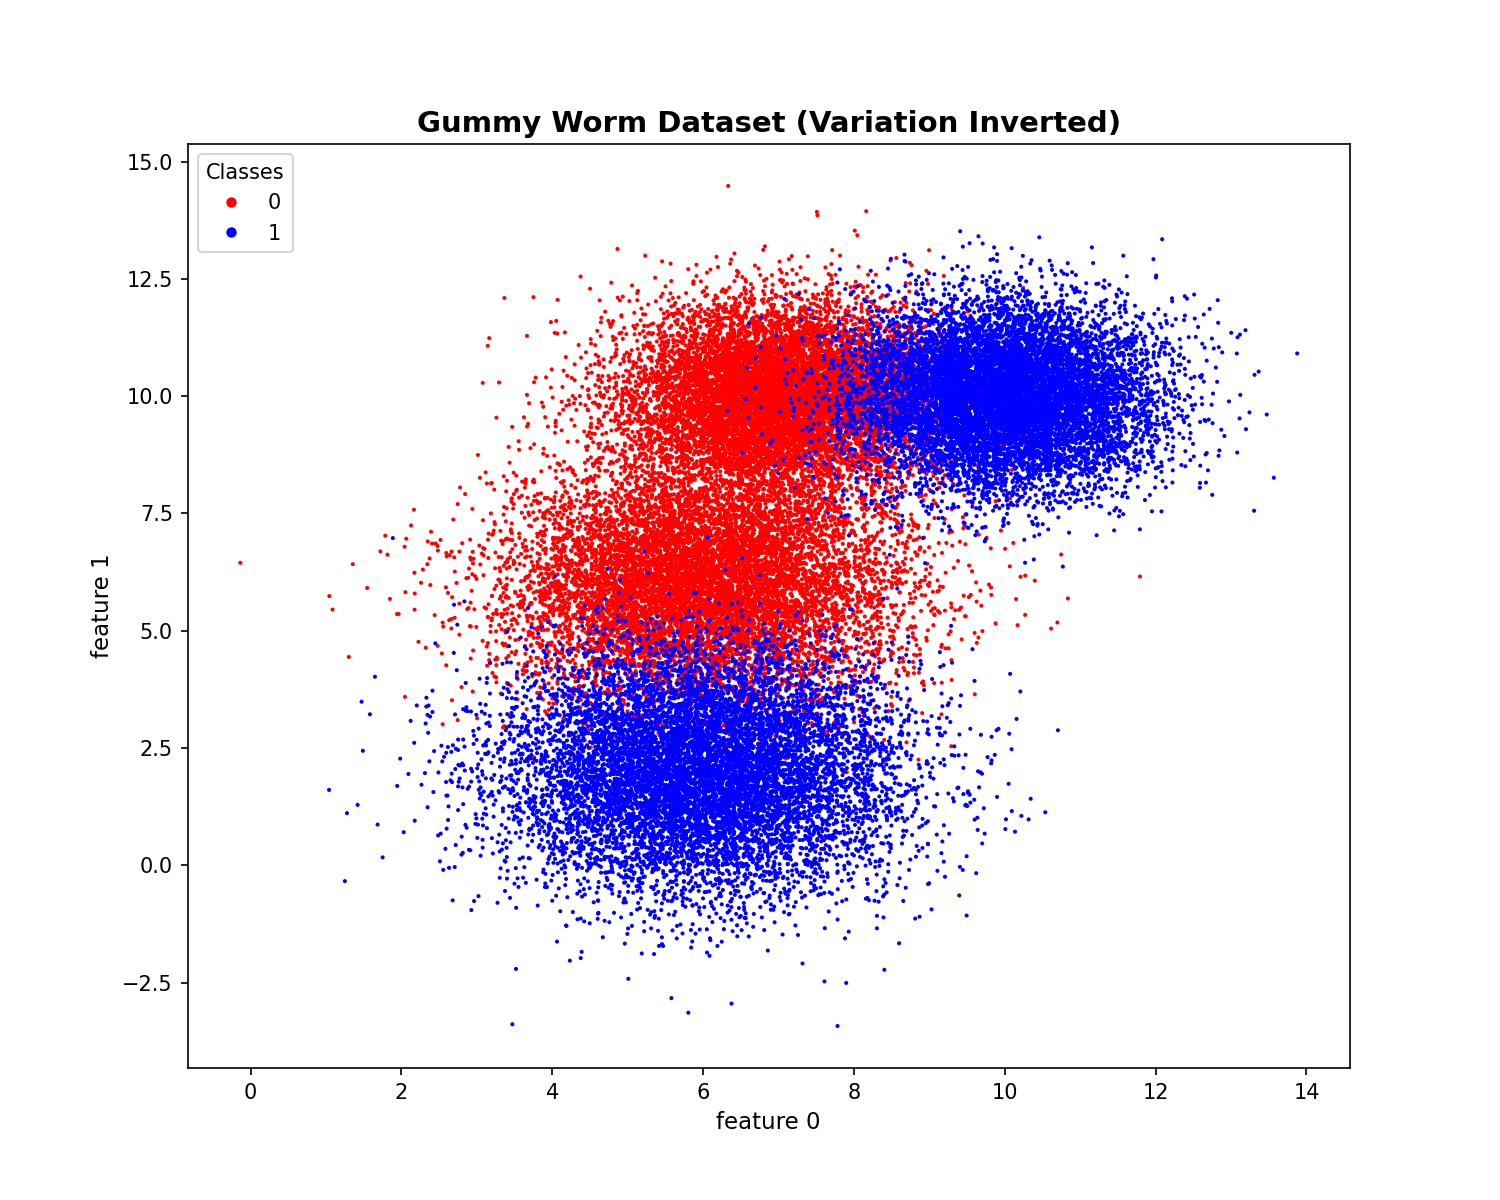 Gummy Worm Dataset (Variation Inverted)
Classes
0
1
15.0
12.5
10.0
7.5
5.0
2.5
0.0
−2.5
feature 1
0 2 4 6 8 10 12 14
feature 0